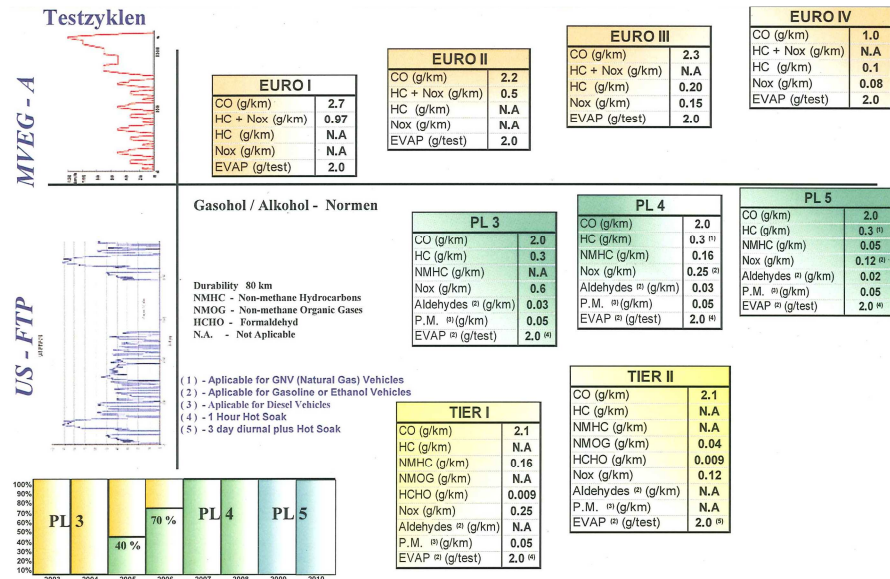 Testzyklen
MVEG - A
EURO I
CO (g/km) 2.7
HC + Nox (g/km) 0.97
HC (g/km) N.A
Nox (g/km) N.A
EVAP (g/test) 2.0
EURO II
CO (g/km) 2.2
HC + Nox (g/km) 0.5
HC (g/km) N.A
Nox (g/km) N.A
EVAP (g/test) 2.0
EURO III
CO (g/km) 2.3
HC + Nox (g/km) N.A
HC (g/km) 0.20
Nox (g/km) 0.15
EVAP (g/test) 2.0
EURO IV
CO (g/km) 1.0
HC + Nox (g/km) N.A
HC (g/km) 0.1
Nox (g/km) 0.08
EVAP (g/test) 2.0
US - FTP
Gasohol / Alkohol - Normen
Durability 80 km
NMHC - Non-methane Hydrocarbons
NMOG - Non-methane Organic Gases
HCHO - Formaldehyd
N.A. - Not Aplicable
(1) - Aplicable for GNV (Natural Gas) Vehicles
(2) - Aplicable for Gasoline or Ethanol Vehicles
(3) - Aplicable for Diesel Vehicles
(4) - 1 Hour Hot Soak
(5) - 3 day diurnal plus Hot Soak
PL 3
CO (g/km) 2.0
HC (g/km) 0.3
NMHC (g/km) N.A
Nox (g/km) 0.6
Aldehydes (2) (g/km) 0.03
P.M. (3) (g/km) 0.05
EVAP (2) (g/test) 2.0 (4)
PL 4
CO (g/km) 2.0
HC (g/km) 0.3 (1)
NMHC (g/km) 0.16
Nox (g/km) 0.25 (2)
Aldehydes (2) (g/km) 0.03
P.M. (3) (g/km) 0.05
EVAP (2) (g/test) 2.0 (4)
PL 5
CO (g/km) 2.0
HC (g/km) 0.3 (1)
NMHC (g/km) 0.05
Nox (g/km) 0.12 (2)
Aldehydes (2) (g/km) 0.02
P.M. (3) (g/km) 0.05
EVAP (2) (g/test) 2.0 (4)
TIER I
CO (g/km) 2.1
HC (g/km) N.A
NMHC (g/km) 0.16
NMOG (g/km) N.A
HCHO (g/km) 0.009
Nox (g/km) 0.25
Aldehydes (2) (g/km) N.A
P.M. (3) (g/km) 0.05
EVAP (2) (g/test) 2.0 (4)
TIER II
CO (g/km) 2.1
HC (g/km) N.A
NMHC (g/km) N.A
NMOG (g/km) 0.04
HCHO (g/km) 0.009
Nox (g/km) 0.12
Aldehydes (2) (g/km) N.A
P.M. (3) (g/km) N.A
EVAP (2) (g/test) 2.0 (5)
100%
90%
80%
70%
60%
50%
40%
30%
20%
10%
PL 3
40 %
70 %
PL 4
PL 5
2003 2004 2005 2006 2007 2008 2009 2010